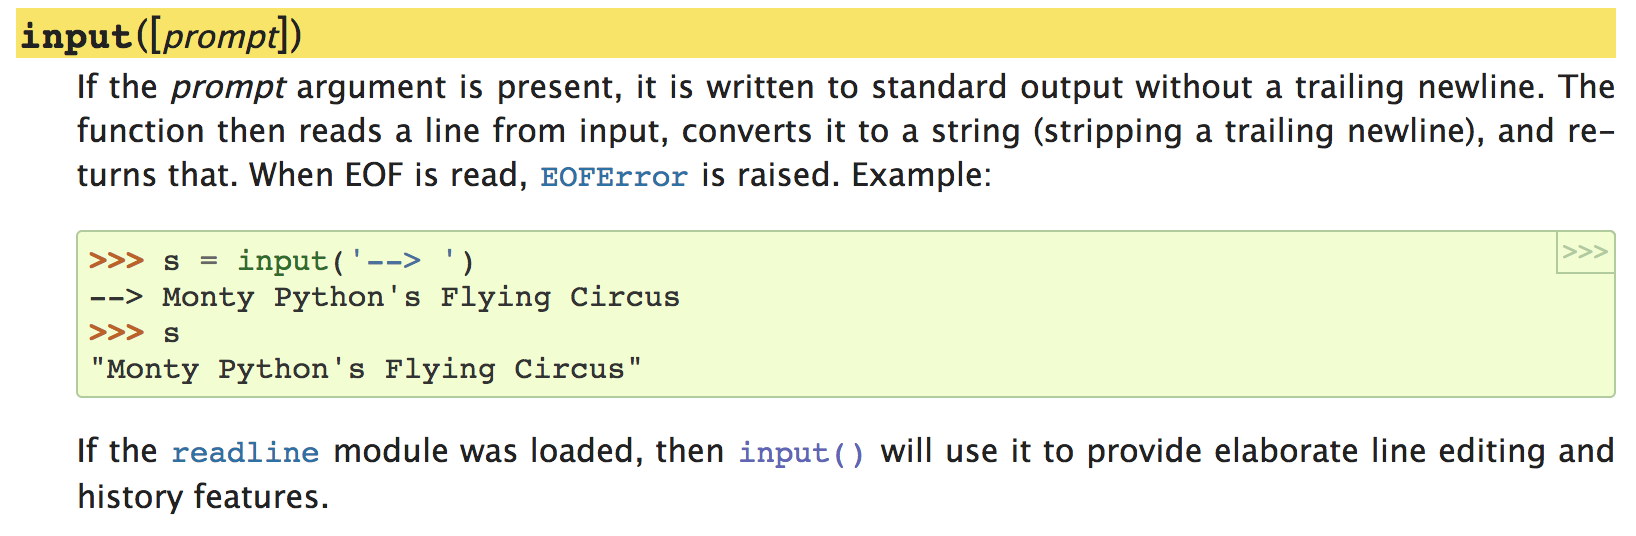 input([prompt])
If the prompt argument is present, it is written to standard output without a trailing newline. The
function then reads a line from input, converts it to a string (stripping a trailing newline), and re-
turns that. When EOF is read, EOFError is raised. Example:
>>> s = input('--> ')
>>>
--> Monty Python's Flying Circus
>>> s
"Monty Python's Flying Circus"
If the readline module was loaded, then input() will use it to provide elaborate line editing and
history features.